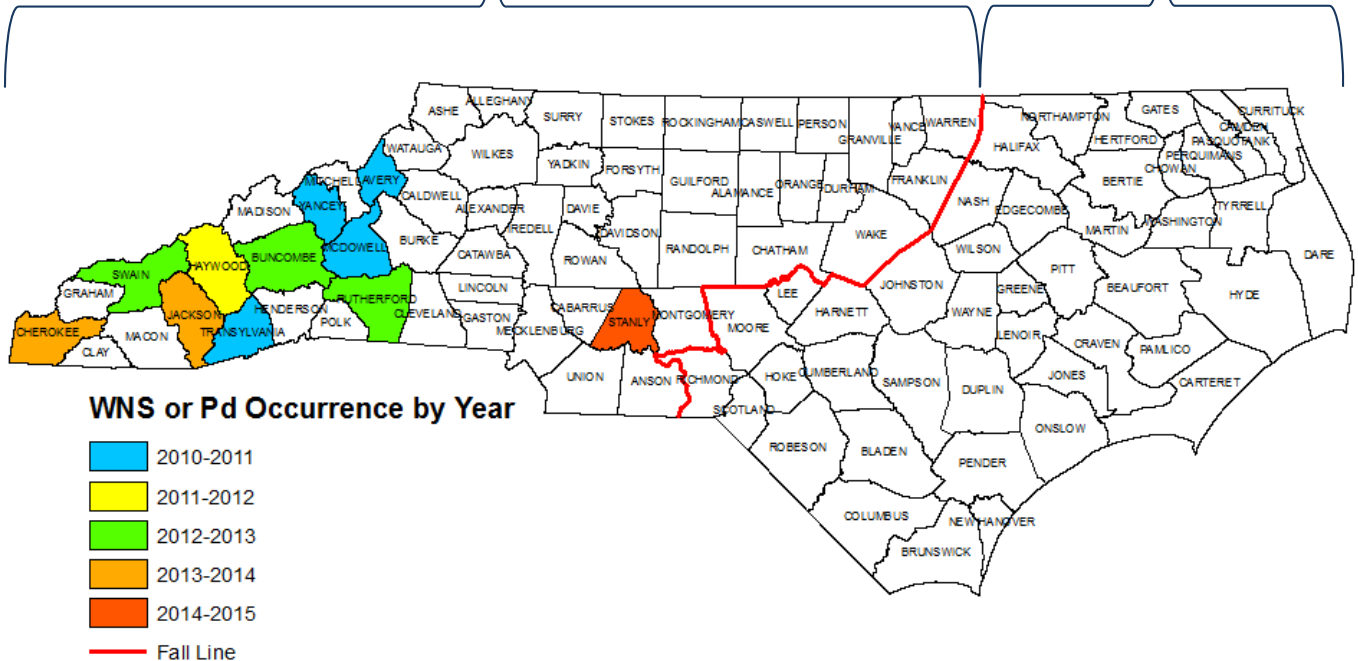 ASHE
ALLEGHANY
SURRY
STOKES
ROCKINGHAM
CASWELL
PERSON
GRANVILLE
VANCE
WARREN
NORTHAMPTON
GATES
CURRITUCK
CAMDEN
HERTFORD
PASQUOTANK
HALIFAX
PERQUIMANS
CHOWAN
WATAUGA
WILKES
YADKIN
FORSYTH
GUILFORD
ALAMANCE
ORANGE
DURHAM
FRANKLIN
BERTIE
MITCHELL
AVERY
CALDWELL
YANCEY
MADISON
ALEXANDER
DAVIE
IREDELL
DAVIDSON
NASH
EDGECOMBE
MARTIN
WASHINGTON
TYRRELL
DARE
MCDOWELL
BURKE
CATAWBA
ROWAN
RANDOLPH
CHATHAM
WAKE
WILSON
PITT
BEAUFORT
HYDE
SWAIN
HAYWOOD
BUNCOMBE
GRAHAM
RUTHERFORD
LINCOLN
CLEVELAND
GASTON
CABARRUS
MECKLENBURG
STANLY
MONTGOMERY
MOORE
LEE
HARNETT
JOHNSTON
WAYNE
GREENE
LENOIR
CRAVEN
PAMLICO
CHEROKEE
CLAY
MACON
JACKSON
TRANSYLVANIA
HENDERSON
POLK
UNION
ANSON
RICHMOND
HOKE
CUMBERLAND
SAMPSON
DUPLIN
JONES
CARTERET
SCOTLAND
ROBESON
BLADEN
PENDER
ONSLOW
COLUMBUS
NEW HANOVER
BRUNSWICK
WNS or Pd Occurrence by Year
2010-2011
2011-2012
2012-2013
2013-2014
2014-2015
Fall Line